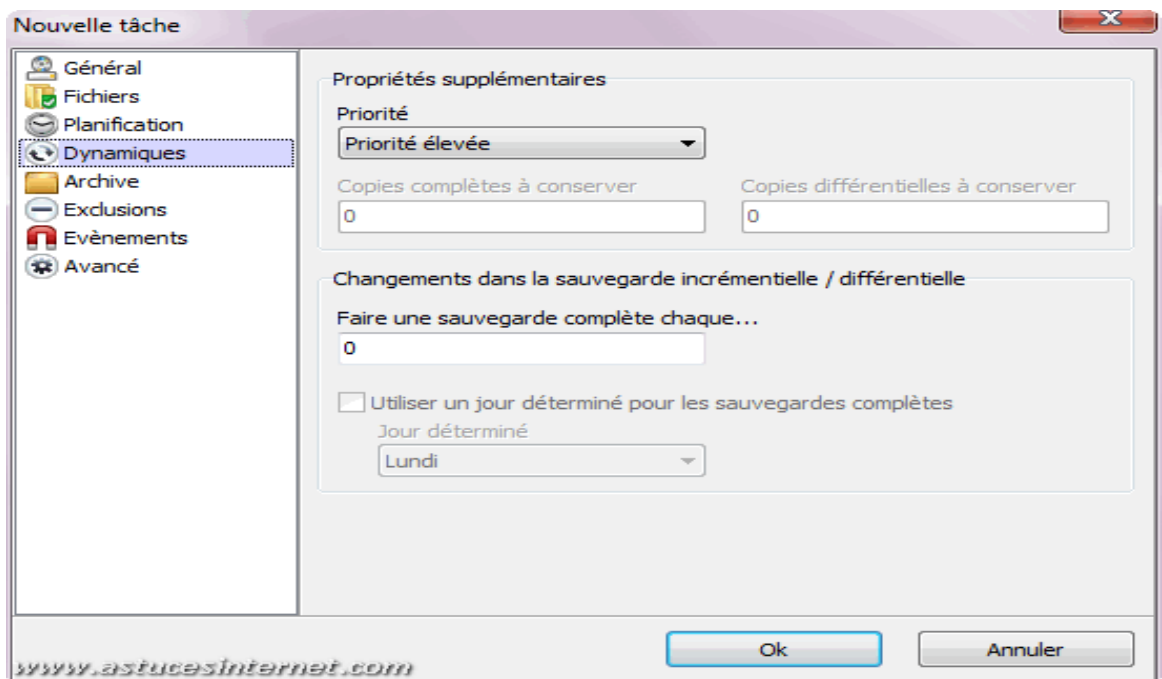 Nouvelle tâche
Général
Fichiers
Planification
Dynamiques
Archive
Exclusions
Evènements
Avancé
Propriétés supplémentaires
Priorité
Priorité élevée
Copies complètes à conserver
Copies différentielles à conserver
0
0
Changements dans la sauvegarde incrémentielle / différentielle
Faire une sauvegarde complète chaque...
0
Utiliser un jour déterminé pour les sauvegardes complètes
Jour déterminé
Lundi
Ok
Annuler
www.astucesinternet.com